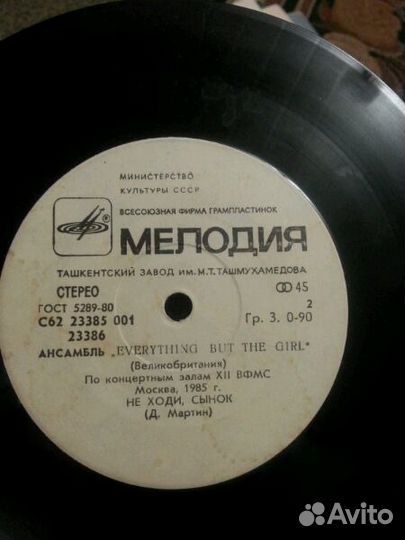 МИНИСТЕРСТВО
КУЛЬТУРЫ СССР
ВСЕСОЮЗНАЯ ФИРМА ГРАМПЛАСТИНОК
МЕЛОДИЯ
ТАШКЕНТСКИЙ ЗАВОД ИМ. М.Т. ТАШМУХАМЕДОВА
СТЕРЕО 45
ГОСТ 5289-80 2
С62 23385 001 Гр. 3. 0-90
23386
АНСАМБЛЬ „EVERYTHING BUT THE GIRL"
(Великобритания)
По концертным залам XII ВФМС
Москва, 1985 г.
НЕ ХОДИ, СЫНОК
(Д. Мартин)
Avito